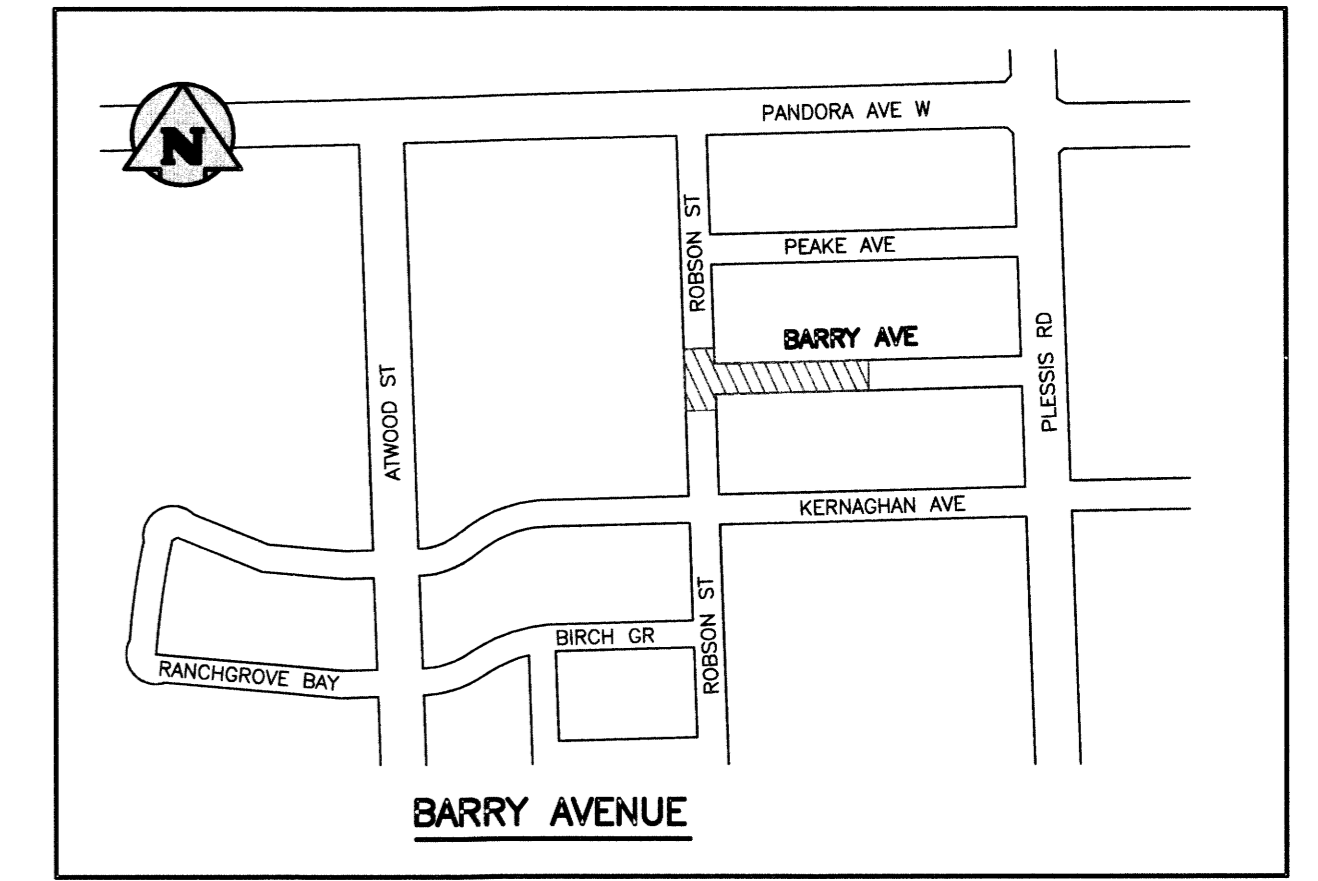 N
PANDORA AVE W
ROBSON ST
PEAKE AVE
BARRY AVE
PLESSIS RD
ATWOOD ST
KERNAGHAN AVE
ROBSON ST
BIRCH GR
RANCHGROVE BAY
BARRY AVENUE